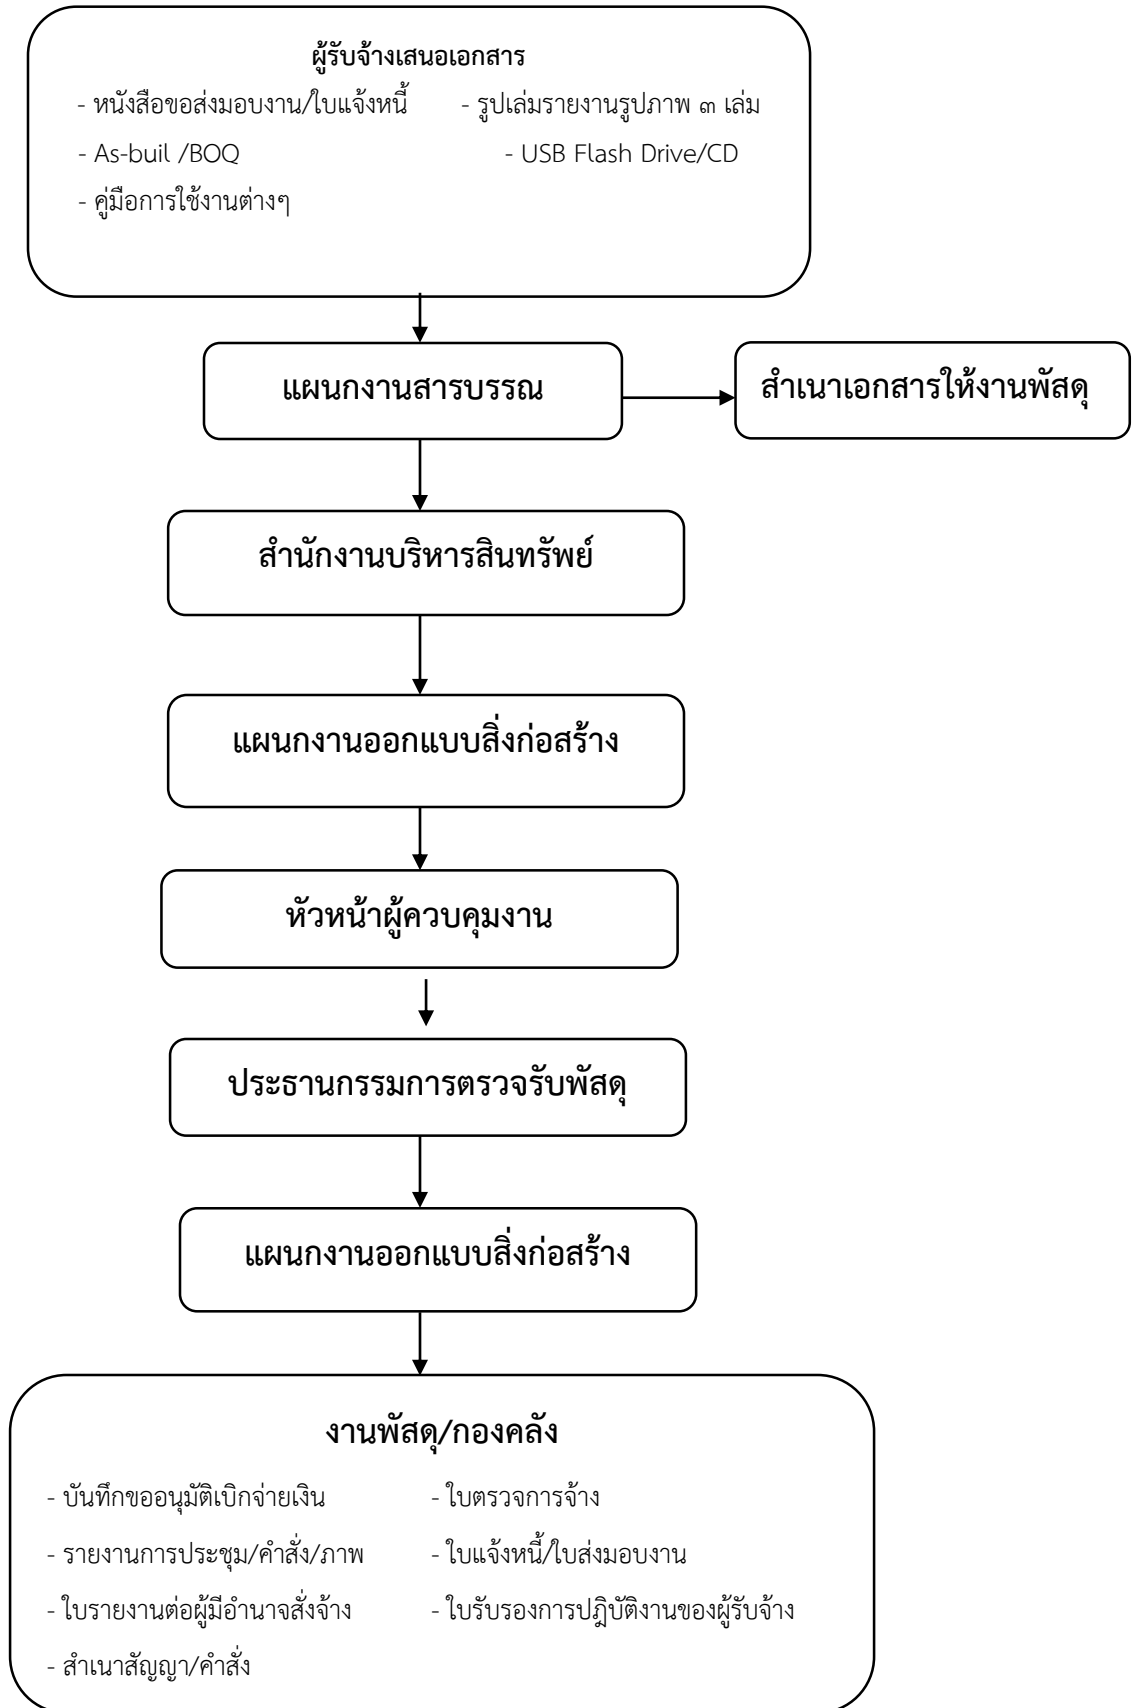 ผู้รับจ้างเสนอเอกสาร
- หนังสือขอส่งมอบงาน/ใบแจ้งหนี้ - รูปเล่มรายงานรูปภาพ ๓ เล่ม
- As-buil /BOQ - USB Flash Drive/CD
- คู่มือการใช้งานต่างๆ
แผนกงานสารบรรณ
สำเนาเอกสารให้งานพัสดุ
สำนักงานบริหารสินทรัพย์
แผนกงานออกแบบสิ่งก่อสร้าง
หัวหน้าผู้ควบคุมงาน
ประธานกรรมการตรวจรับพัสดุ
แผนกงานออกแบบสิ่งก่อสร้าง
งานพัสดุ/กองคลัง
- บันทึกขออนุมัติเบิกจ่ายเงิน - ใบตรวจการจ้าง
- รายงานการประชุม/คำสั่ง/ภาพ - ใบแจ้งหนี้/ใบส่งมอบงาน
- ใบรายงานต่อผู้มีอำนาจสั่งจ้าง - ใบรับรองการปฎิบัติงานของผู้รับจ้าง
- สำเนาสัญญา/คำสั่ง